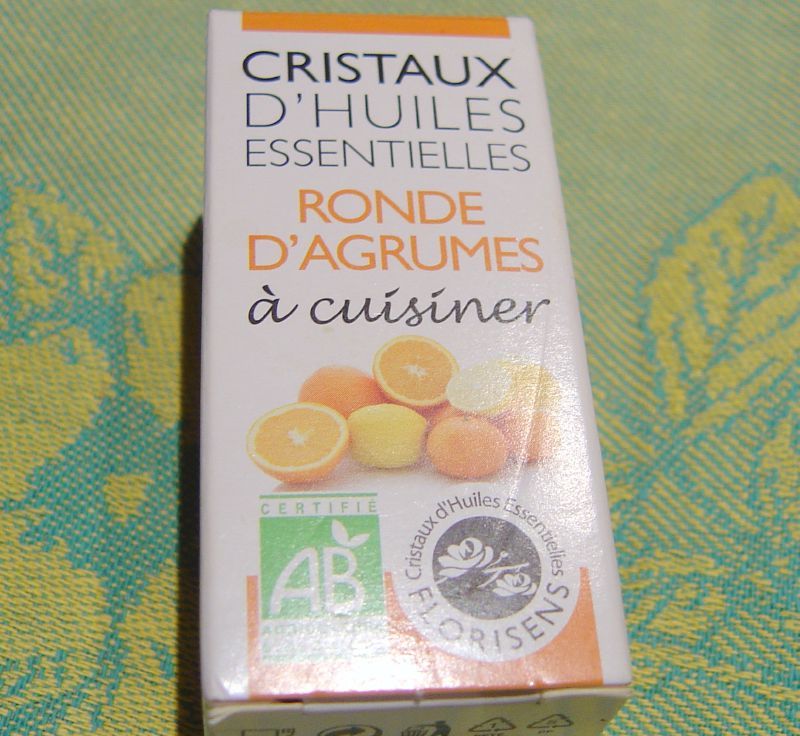 CRISTAUX
D'HUILES
ESSENTIELLES
RONDE
D'AGRUMES
à cuisiner
CERTIFIÉ
AB
Cristaux d'Huiles Essentielles
FLORISENS